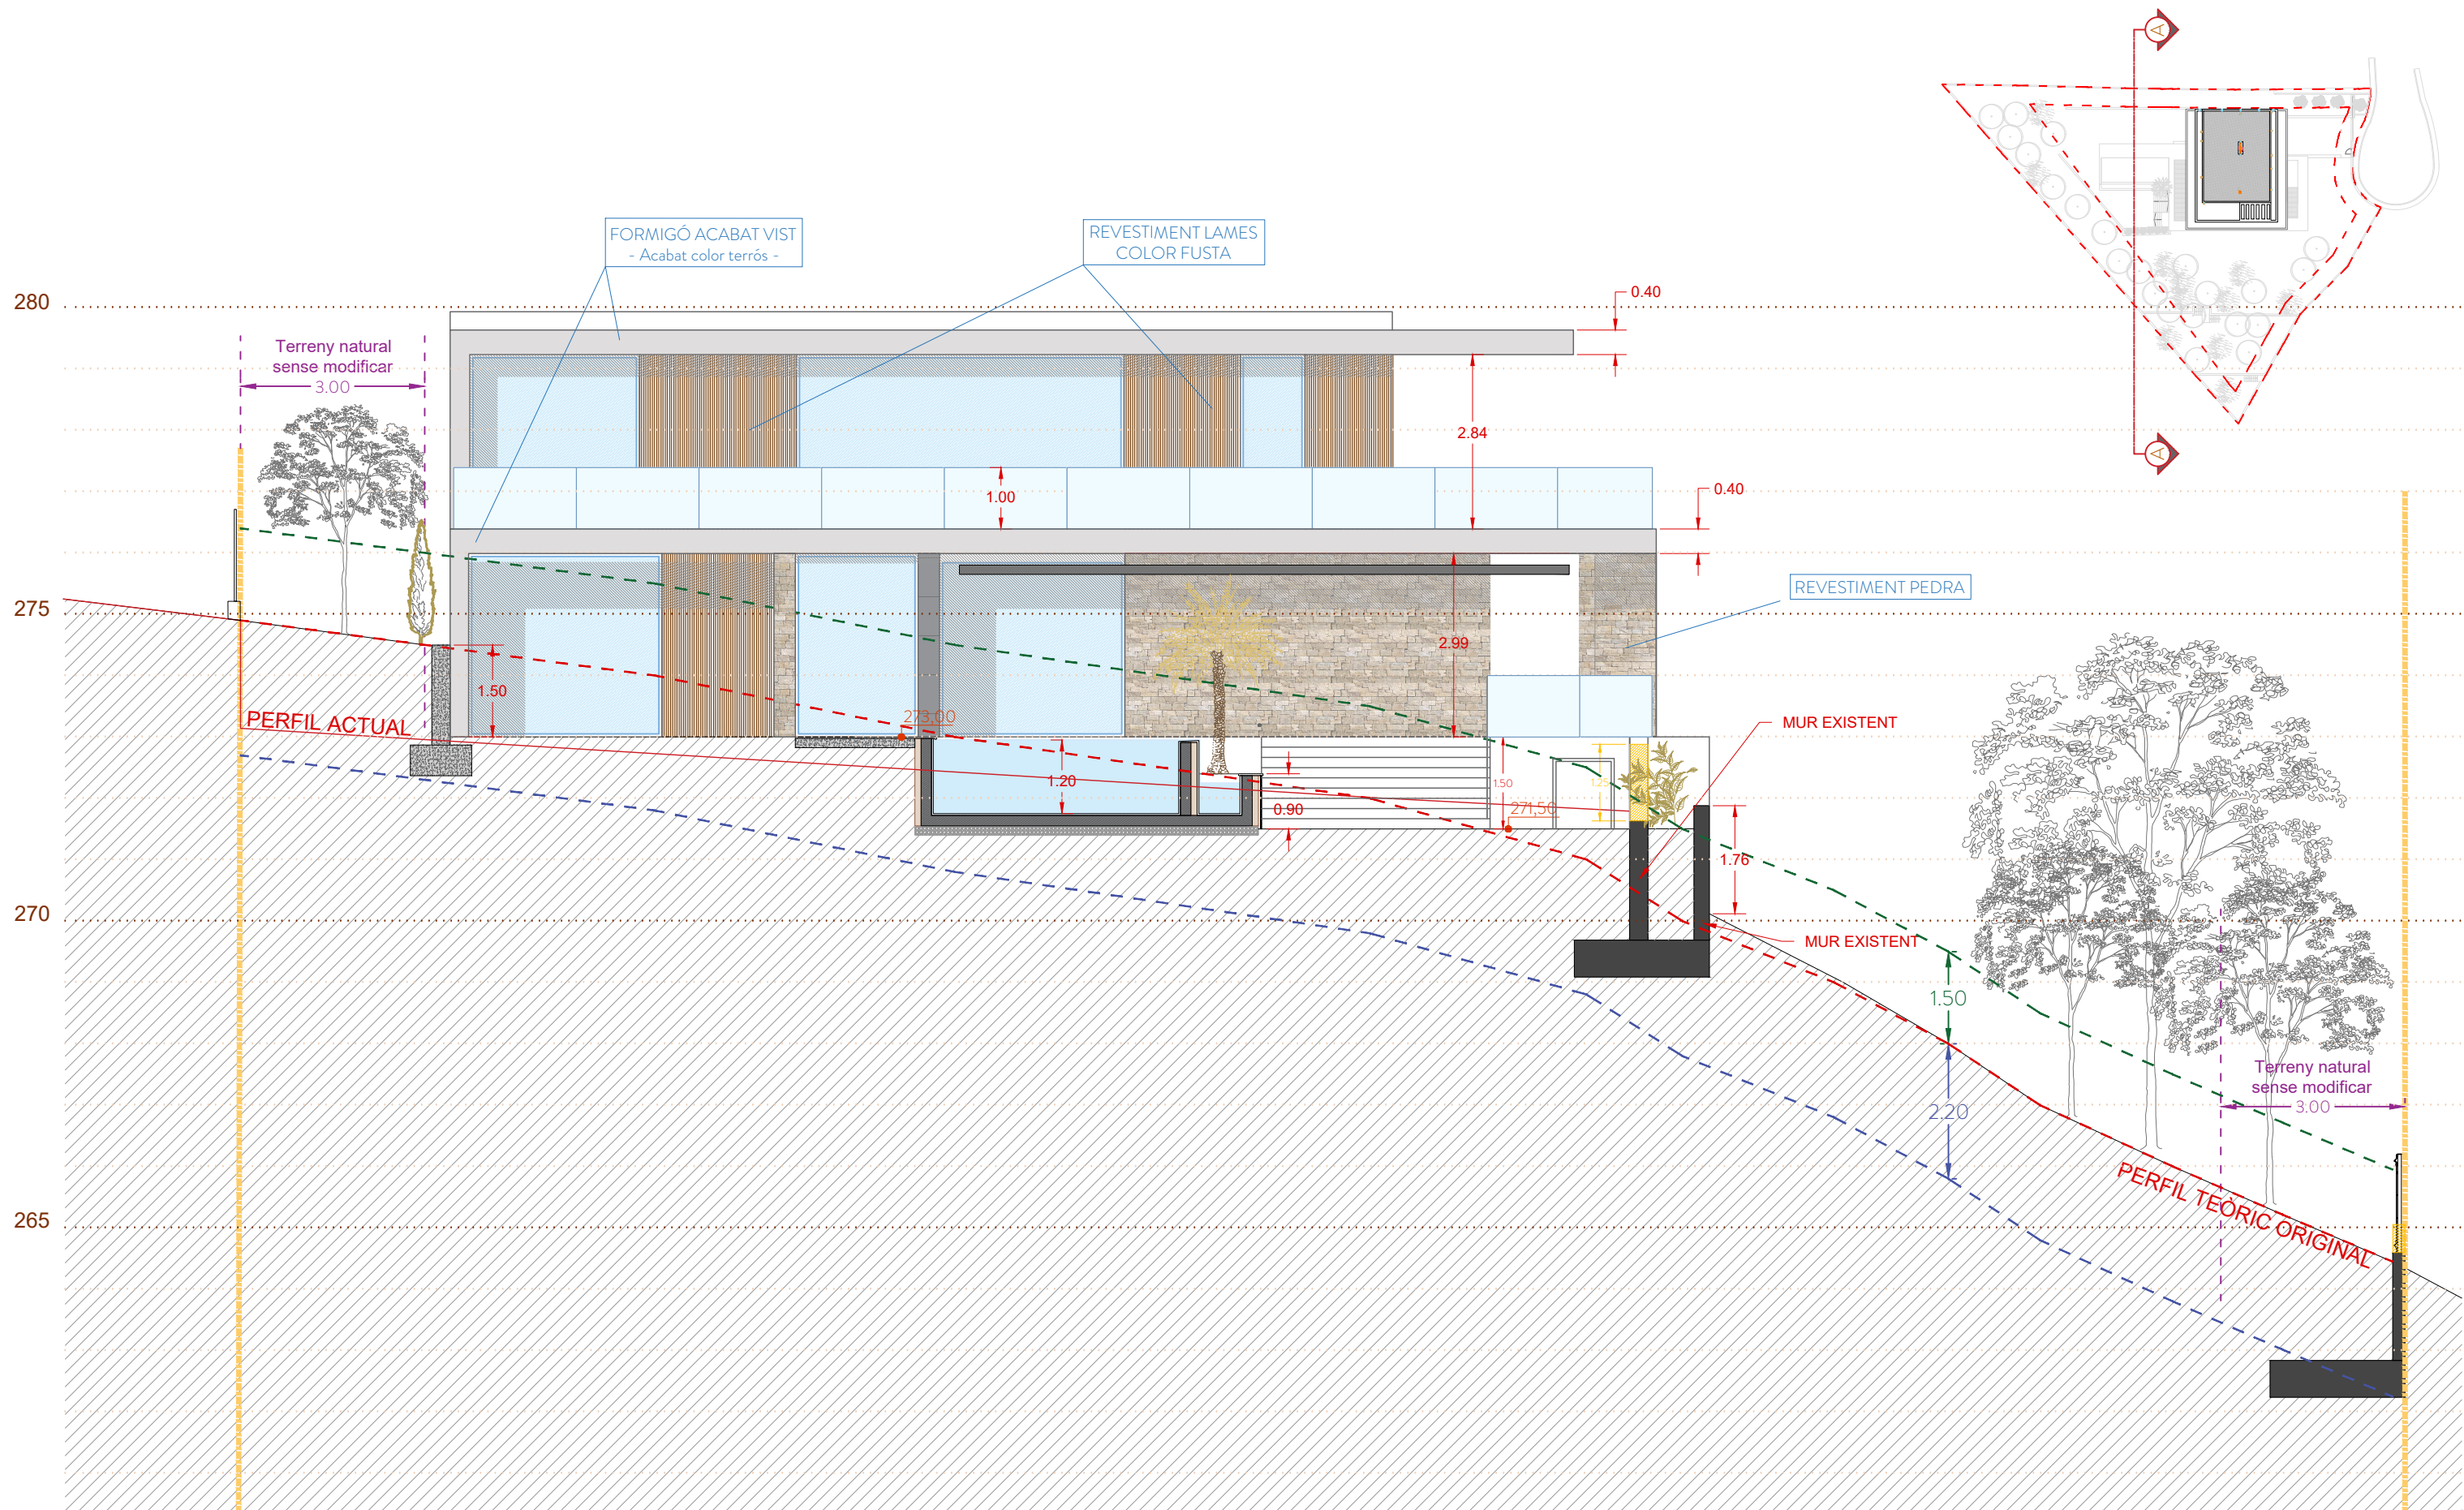 A
FORMIGÓ ACABAT VIST
- Acabat color terrós -
REVESTIMENT LAMES
COLOR FUSTA
280
0.40
Terreny natural
sense modificar
3.00
2.84
A
1.00
0.40
REVESTIMENT PEDRA
275
2.99
1.50
PERFIL ACTUAL
273,00
MUR EXISTENT
1.20
1.50
1.25
0.90
271,50
1.76
270
MUR EXISTENT
1.50
Terreny natural
sense modificar
3.00
2.20
265
PERFIL TEÒRIC ORIGINAL